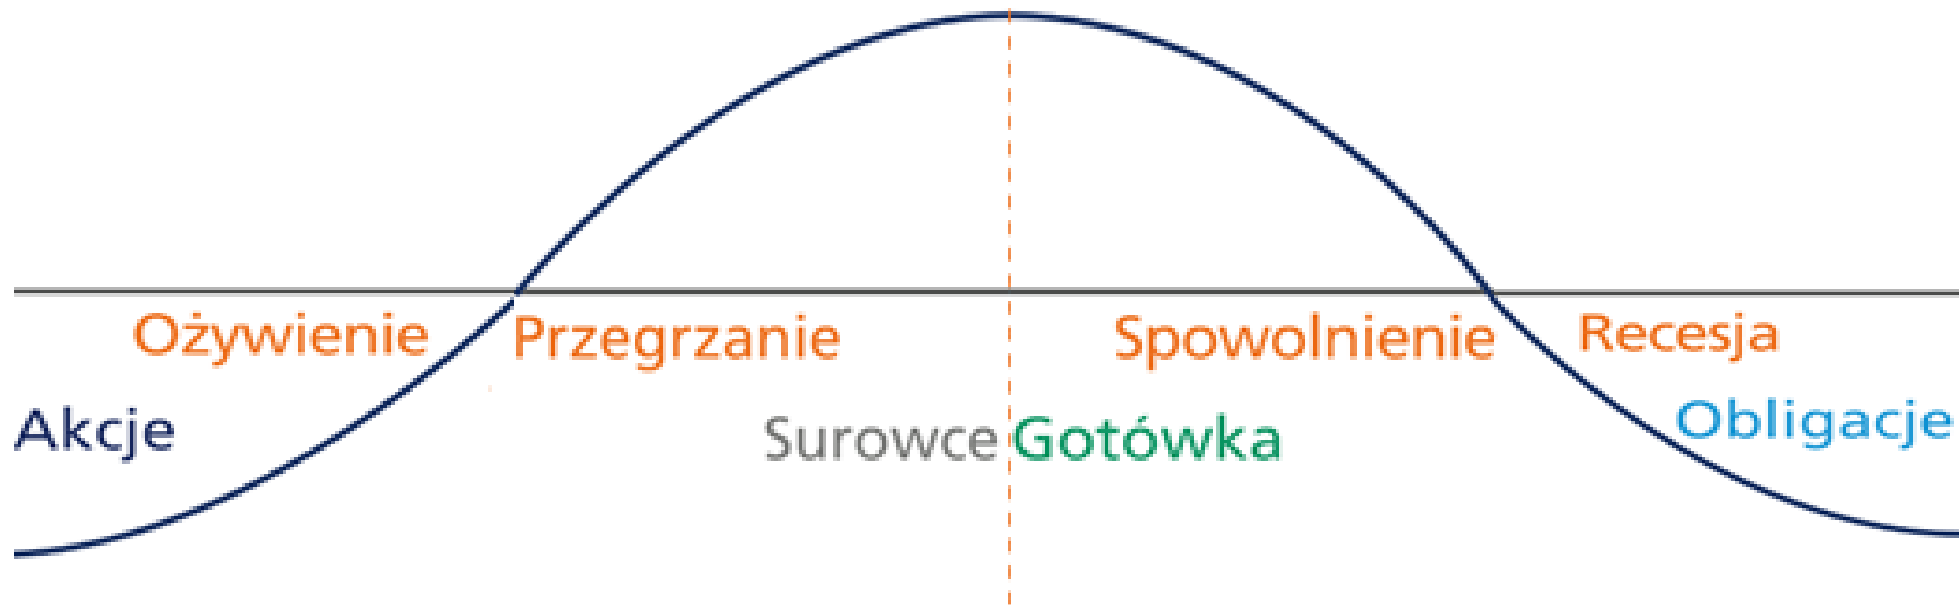 Ożywienie Przegrzanie Spowolnienie Recesja
Akcje Surowce Gotówka Obligacje